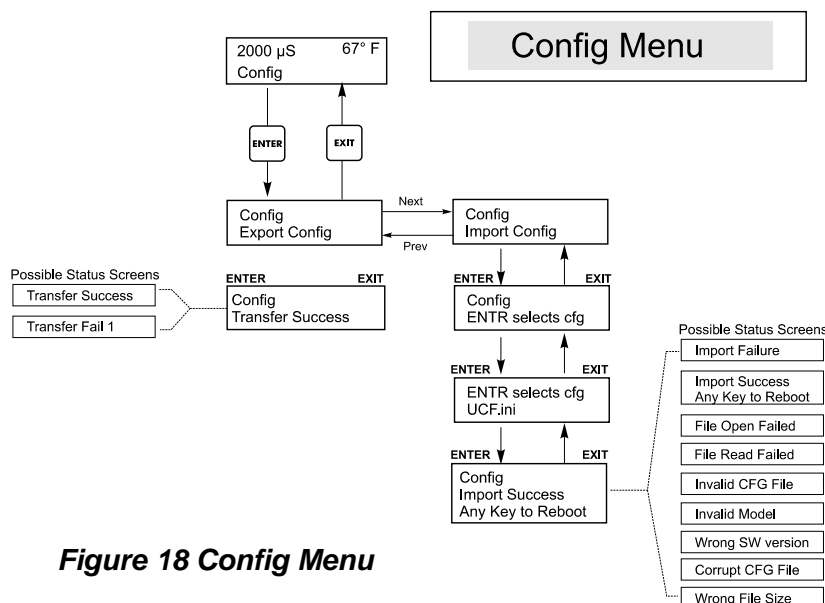 Config Menu
2000 µS 67° F
Config
ENTER EXIT
Config
Export Config
Next
Prev
Config
Import Config
Possible Status Screens
Transfer Success
Transfer Fail 1
ENTER EXIT
Config
Transfer Success
ENTER EXIT
Config
ENTR selects cfg
ENTER EXIT
ENTR selects cfg
UCF.ini
ENTER EXIT
Config
Import Success
Any Key to Reboot
Possible Status Screens
Import Failure
Import Success
Any Key to Reboot
File Open Failed
File Read Failed
Invalid CFG File
Invalid Model
Wrong SW version
Corrupt CFG File
Wrong File Size
Figure 18 Config Menu